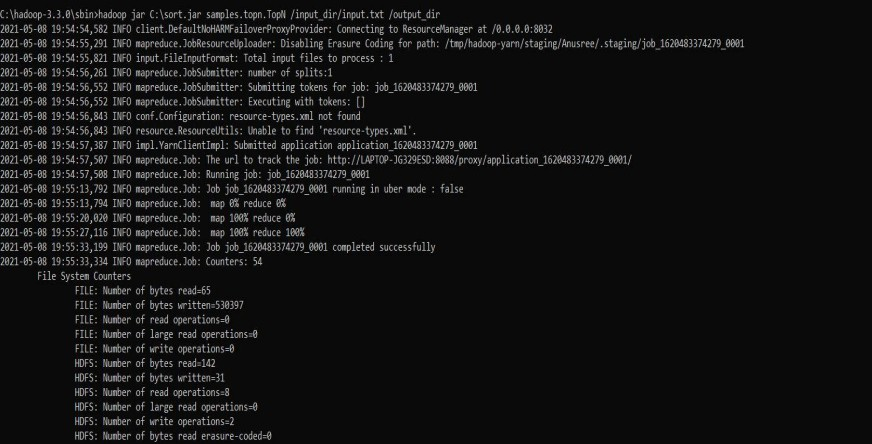 C:\hadoop-3.3.0\sbin>hadoop jar C:\sort.jar samples.topn.TopN /input_dir/input.txt /output_dir
2021-05-08 19:54:54,582 INFO client.DefaultNoHARMFailoverProxyProvider: Connecting to ResourceManager at /0.0.0.0:8032
2021-05-08 19:54:55,291 INFO mapreduce.JobResourceUploader: Disabling Erasure Coding for path: /tmp/hadoop-yarn/staging/Anusree/.staging/job_1620483374279_0001
2021-05-08 19:54:55,821 INFO input.FileInputFormat: Total input files to process : 1
2021-05-08 19:54:56,261 INFO mapreduce.JobSubmitter: number of splits:1
2021-05-08 19:54:56,552 INFO mapreduce.JobSubmitter: Submitting tokens for job: job_1620483374279_0001
2021-05-08 19:54:56,552 INFO mapreduce.JobSubmitter: Executing with tokens: []
2021-05-08 19:54:56,843 INFO conf.Configuration: resource-types.xml not found
2021-05-08 19:54:56,843 INFO resource.ResourceUtils: Unable to find 'resource-types.xml'.
2021-05-08 19:54:57,387 INFO impl.YarnClientImpl: Submitted application application_1620483374279_0001
2021-05-08 19:54:57,507 INFO mapreduce.Job: The url to track the job: http://LAPTOP-JG329ESD:8088/proxy/application_1620483374279_0001/
2021-05-08 19:54:57,508 INFO mapreduce.Job: Running job: job_1620483374279_0001
2021-05-08 19:55:13,792 INFO mapreduce.Job: Job job_1620483374279_0001 running in uber mode : false
2021-05-08 19:55:13,794 INFO mapreduce.Job:  map 0% reduce 0%
2021-05-08 19:55:20,020 INFO mapreduce.Job:  map 100% reduce 0%
2021-05-08 19:55:27,116 INFO mapreduce.Job:  map 100% reduce 100%
2021-05-08 19:55:33,199 INFO mapreduce.Job: Job job_1620483374279_0001 completed successfully
2021-05-08 19:55:33,334 INFO mapreduce.Job: Counters: 54
File System Counters
FILE: Number of bytes read=65
FILE: Number of bytes written=530397
FILE: Number of read operations=0
FILE: Number of large read operations=0
FILE: Number of write operations=0
HDFS: Number of bytes read=142
HDFS: Number of bytes written=31
HDFS: Number of read operations=8
HDFS: Number of large read operations=0
HDFS: Number of write operations=2
HDFS: Number of bytes read erasure-coded=0